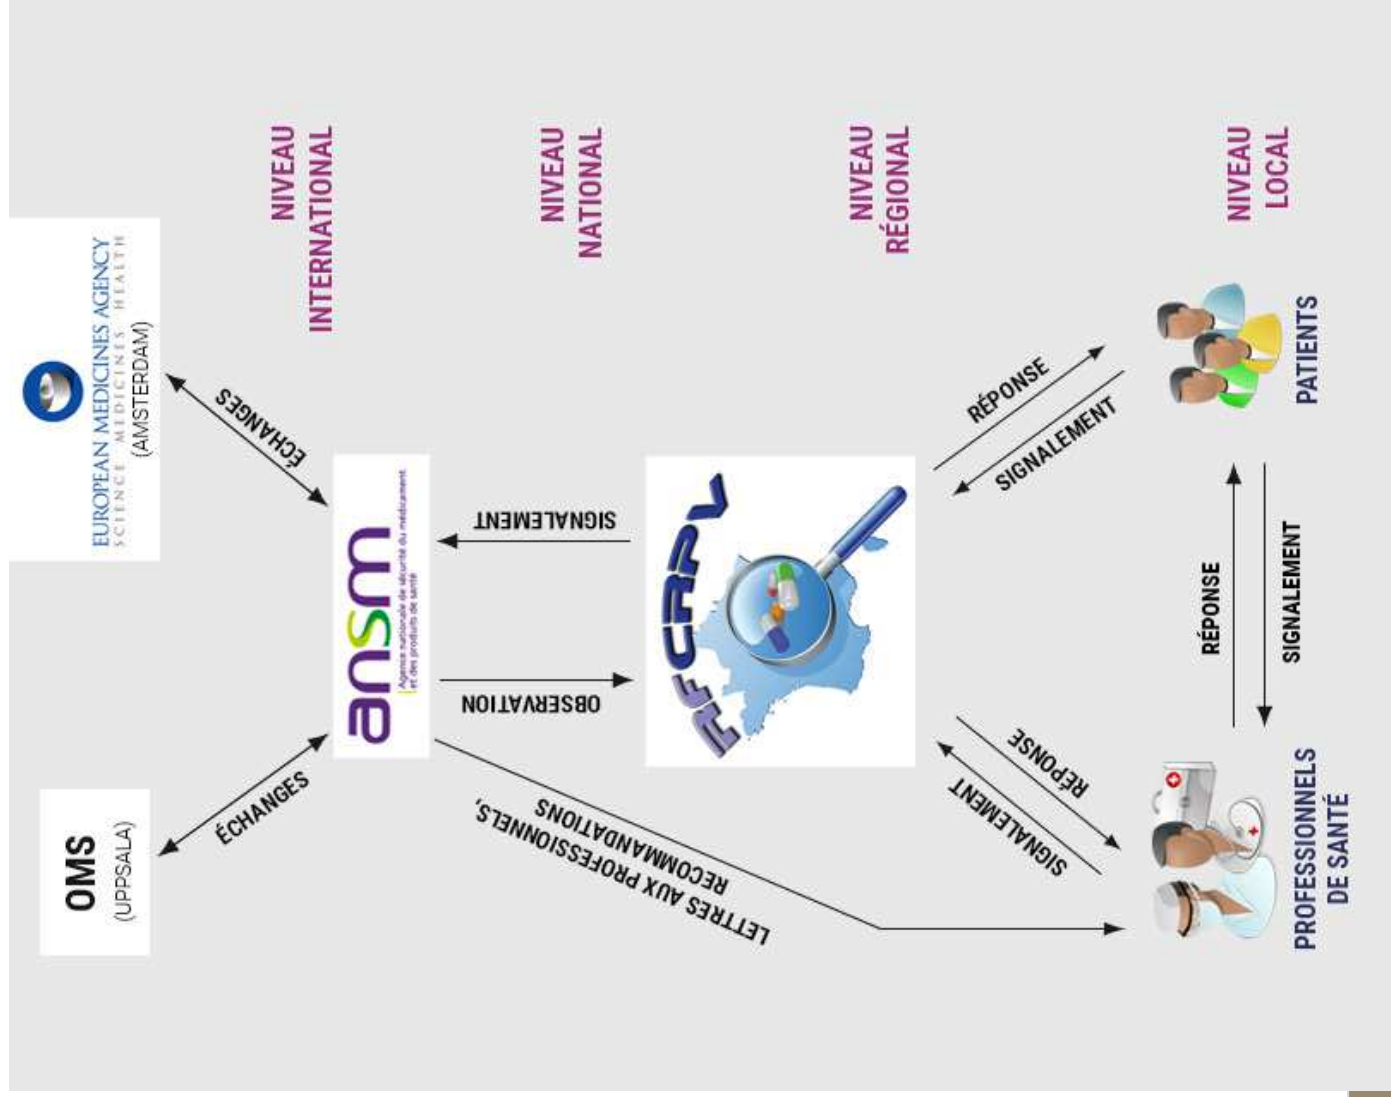 OMS
(UPPSALA)
EUROPEAN MEDICINES AGENCY
SCIENCE MEDICINES HEALTH
(AMSTERDAM)
ÉCHANGES
ÉCHANGES
NIVEAU
INTERNATIONAL
ansm
Agence nationale de sécurité du médicament
et des produits de santé
NIVEAU
NATIONAL
OBSERVATION
SIGNALEMENT
LETTRES AUX PROFESSIONNELS,
RECOMMANDATIONS
RFCRPV
NIVEAU
RÉGIONAL
SIGNALEMENT
RÉPONSE
SIGNALEMENT
RÉPONSE
RÉPONSE
SIGNALEMENT
PROFESSIONNELS
DE SANTÉ
PATIENTS
NIVEAU
LOCAL